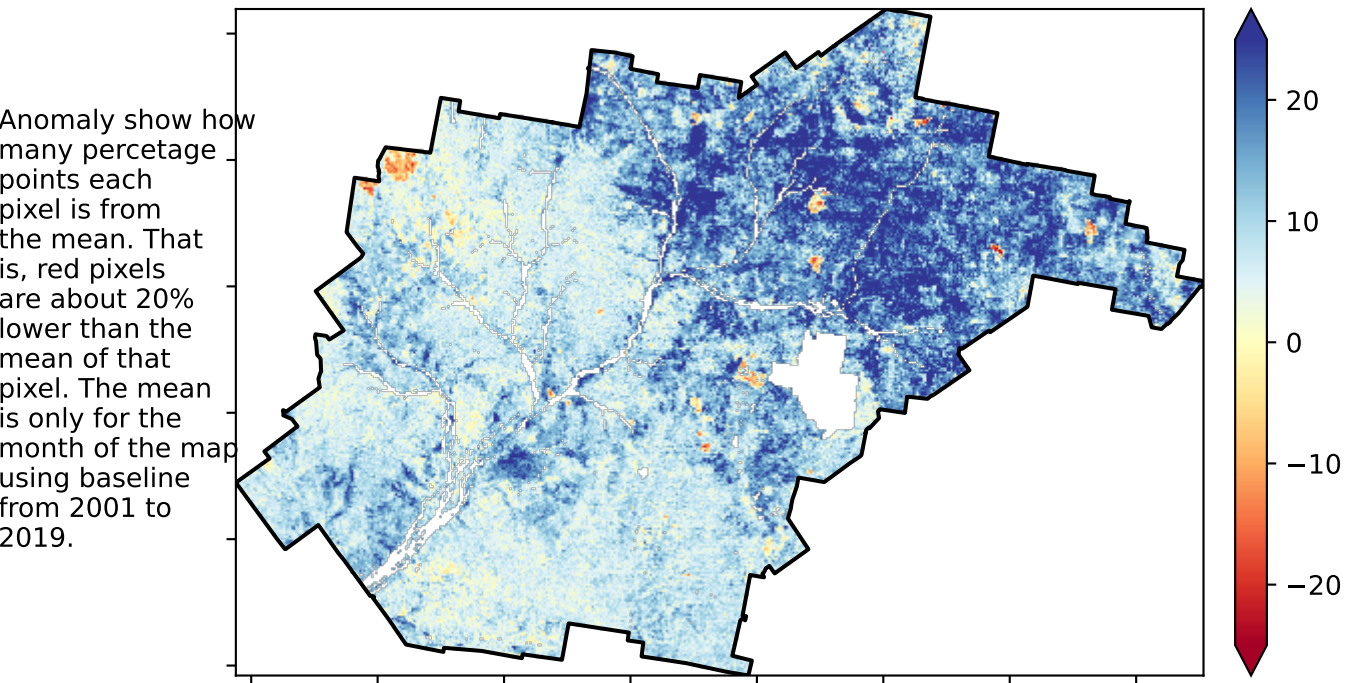 Anomaly show how
many percetage
points each
pixel is from
the mean. That
is, red pixels
are about 20%
lower than the
mean of that
pixel. The mean
is only for the
month of the map
using baseline
from 2001 to
2019.
20
10
0
−10
−20